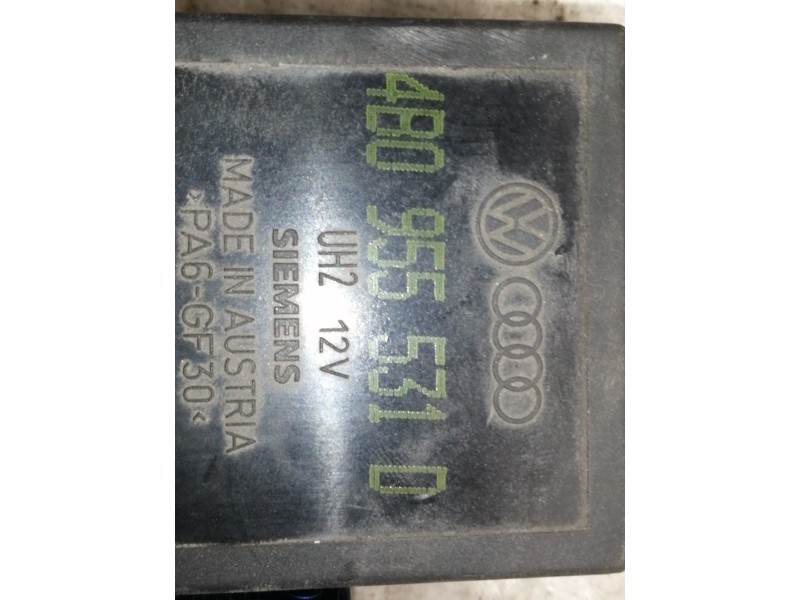 4B0 955 531 D
UH2 12V
SIEMENS
MADE IN AUSTRIA
>PA6-GF30<